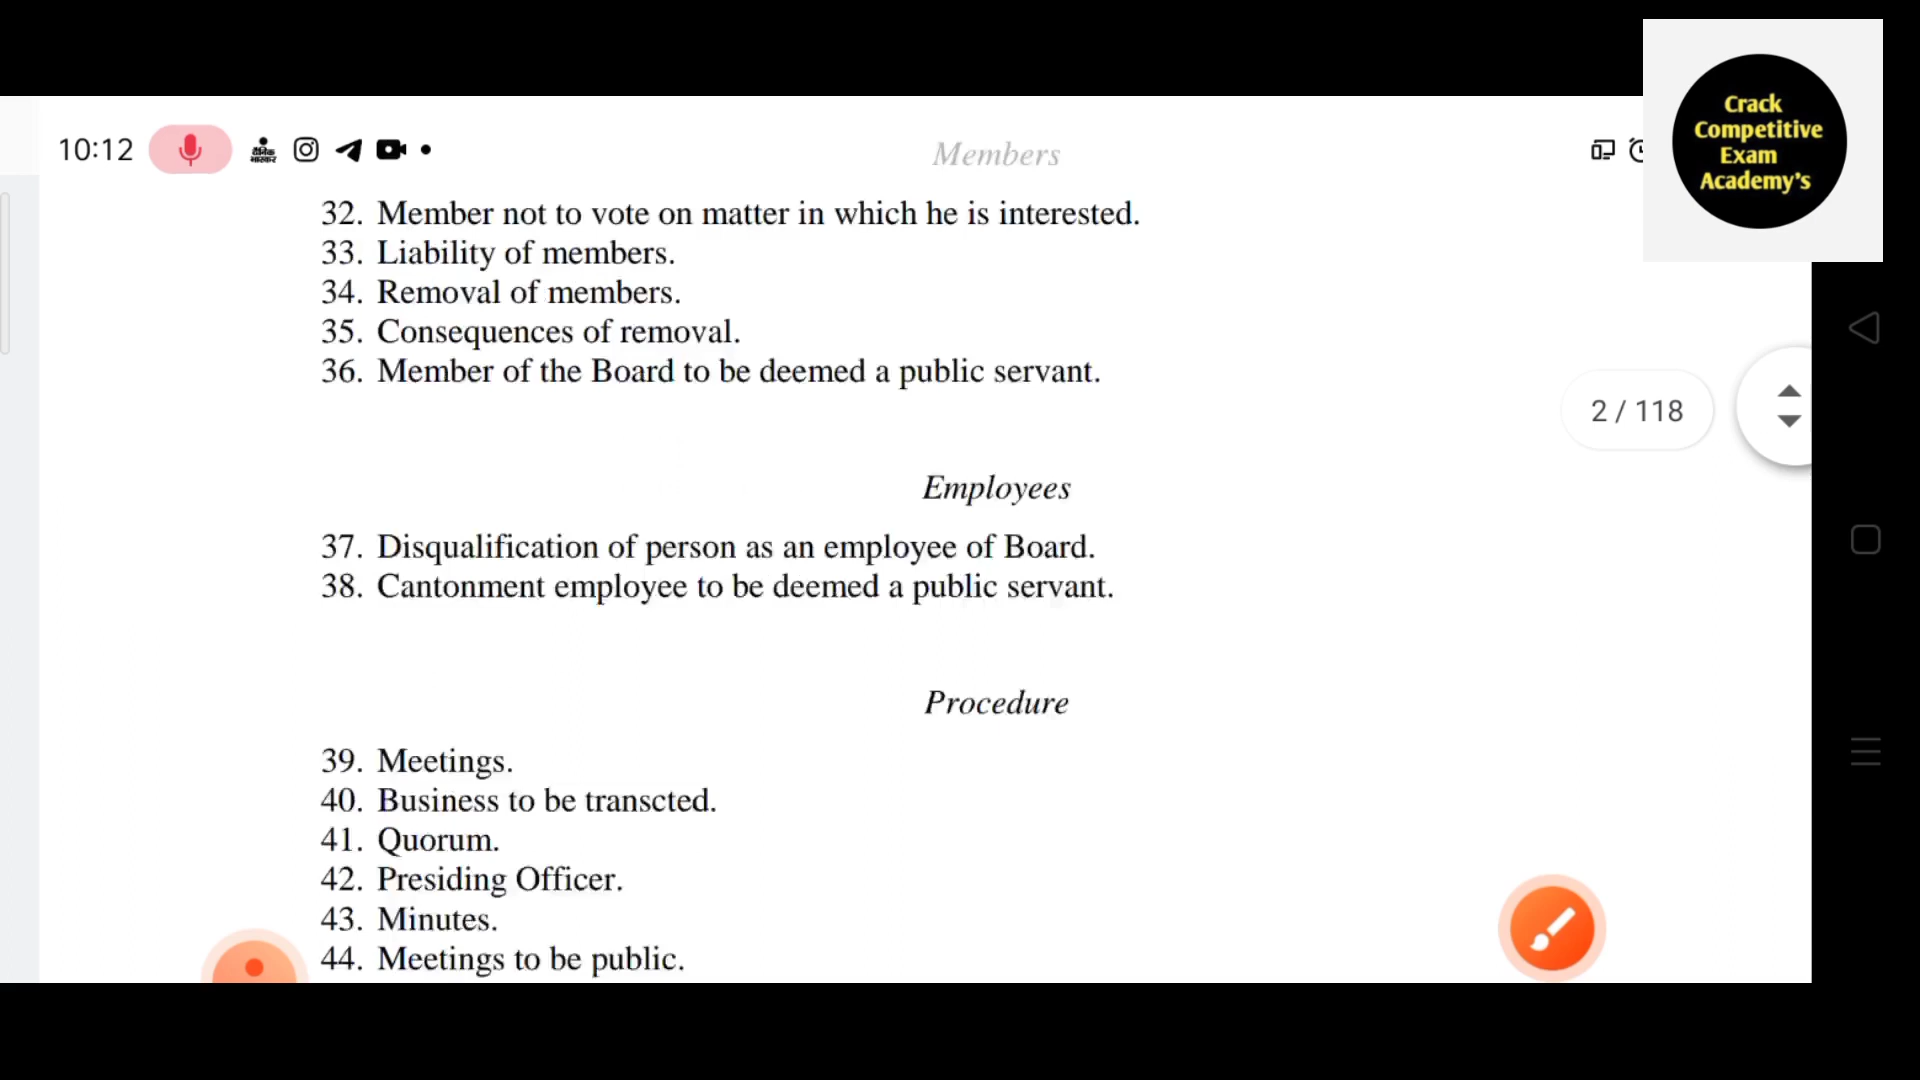 10:12
दैनिक
भास्कर
Members
Crack
Competitive
Exam
Academy's
32. Member not to vote on matter in which he is interested.
33. Liability of members.
34. Removal of members.
35. Consequences of removal.
36. Member of the Board to be deemed a public servant.
2 / 118
Employees
37. Disqualification of person as an employee of Board.
38. Cantonment employee to be deemed a public servant.
Procedure
39. Meetings.
40. Business to be transcted.
41. Quorum.
42. Presiding Officer.
43. Minutes.
44. Meetings to be public.